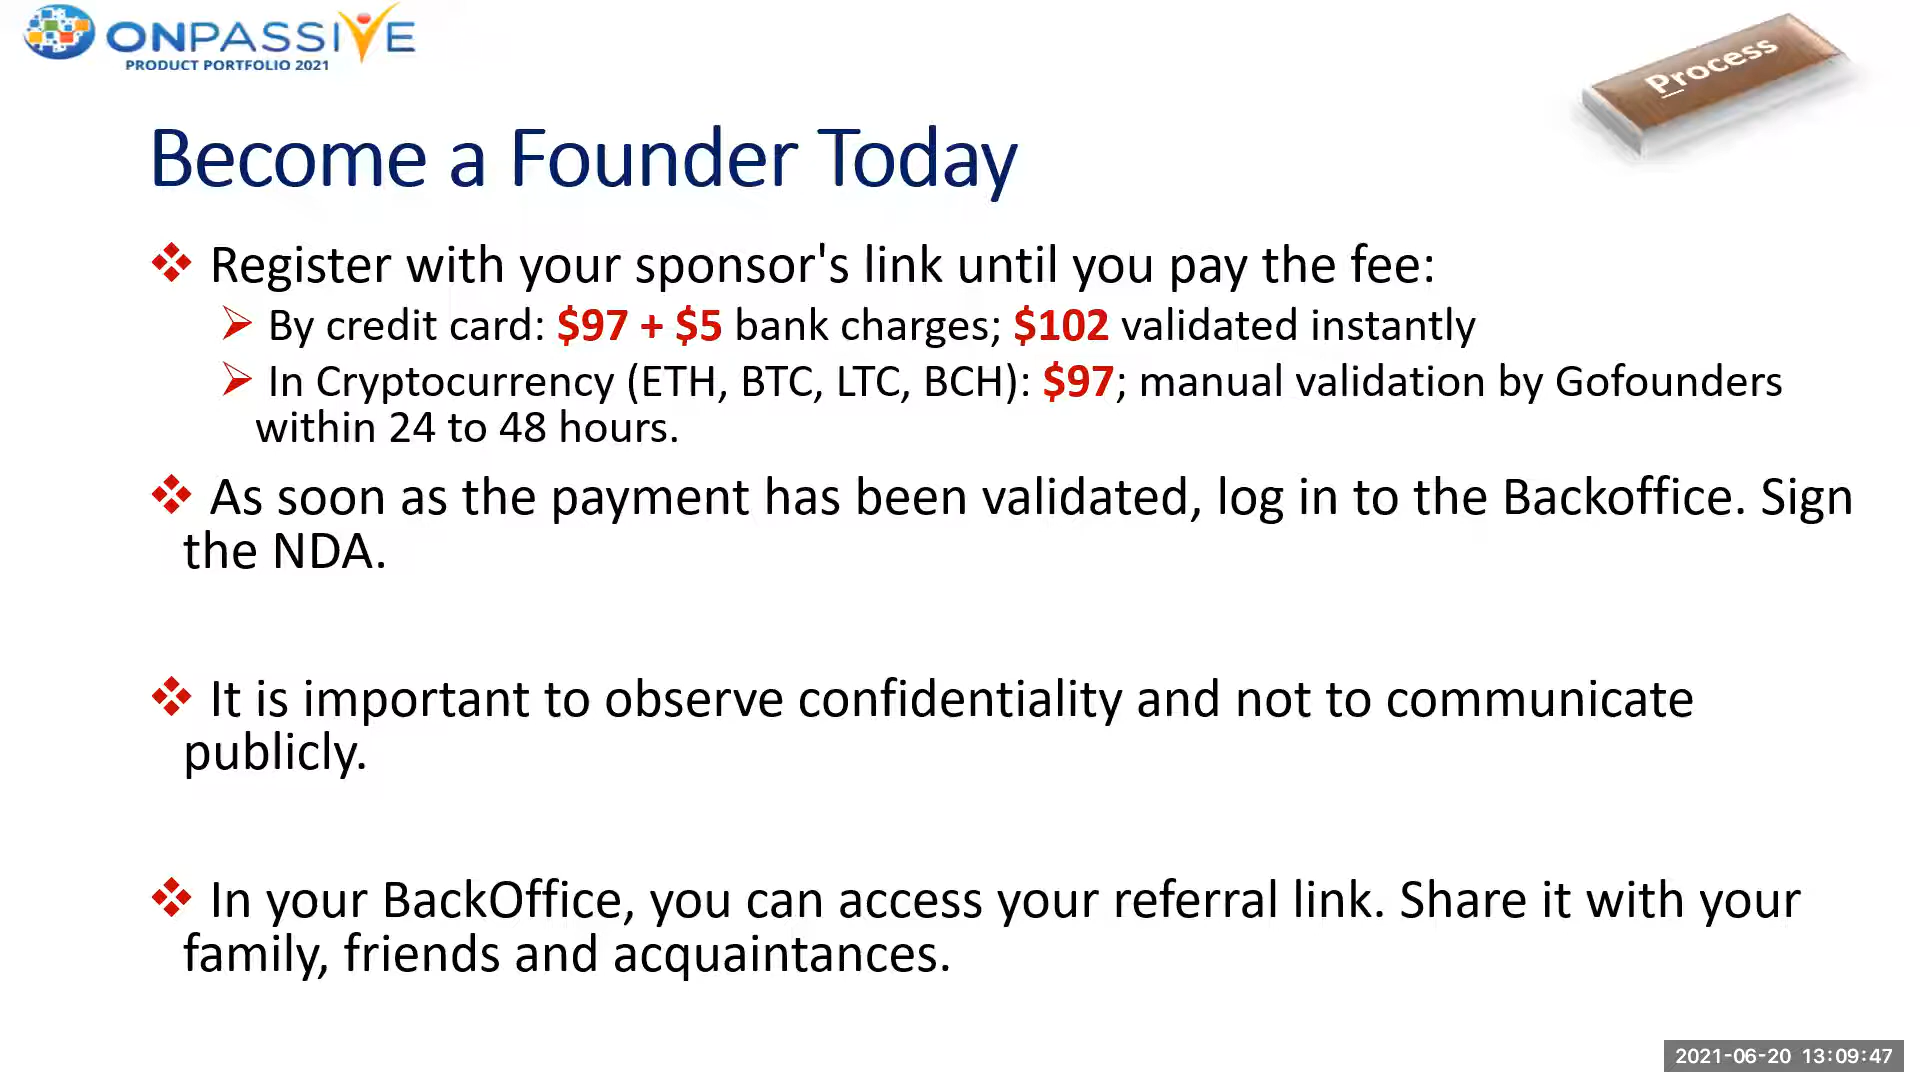 ONPASSIVE
PRODUCT PORTFOLIO 2021
Process
Become a Founder Today
Register with your sponsor's link until you pay the fee:
By credit card: $97 + $5 bank charges; $102 validated instantly
In Cryptocurrency (ETH, BTC, LTC, BCH): $97; manual validation by Gofounders
within 24 to 48 hours.
As soon as the payment has been validated, log in to the Backoffice. Sign
the NDA.
It is important to observe confidentiality and not to communicate
publicly.
In your BackOffice, you can access your referral link. Share it with your
family, friends and acquaintances.
2021-06-20 13:09:47